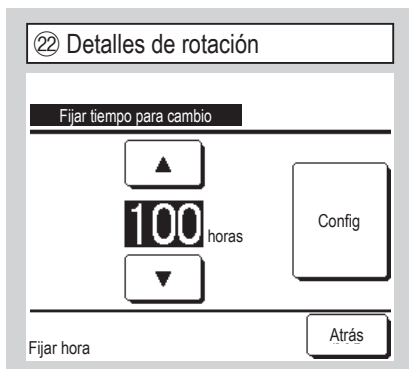 ㉒ Detalles de rotación
Fijar tiempo para cambio
▲
100 horas
Config
▼
Fijar hora
Atrás